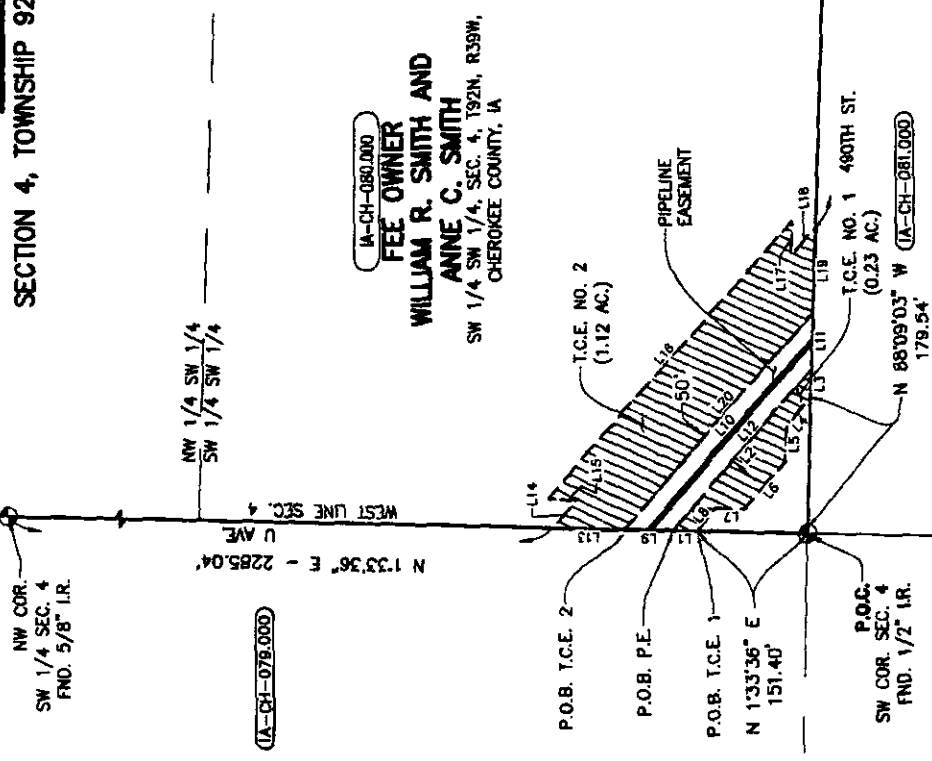 SECTION 4, TOWNSHIP 92
NW COR.
SW 1/4 SEC. 4
FND. 5/8" I.R.
NW 1/4 SW 1/4
SW 1/4 SW 1/4
IA-CH-080.000
FEE OWNER
WILLIAM R. SMITH AND
ANNE C. SMITH
SW 1/4 SW 1/4, SEC. 4, T92N, R39W,
CHEROKEE COUNTY, IA
IA-CH-079.000
N 1°33'36" E - 2285.04'
U AVE
WEST LINE SEC. 4
T.C.E. NO. 2
(1.12 AC.)
PIPELINE
EASEMENT
L14
L15
L13
L16
50'
L20
L10
L9
L12
L1
L2
L8
L7
L6
L5
L4
L3
L11
L17
L18
L19
P.O.B. T.C.E. 2
P.O.B. P.E.
P.O.B. T.C.E. 1
N 1°33'36" E
151.40'
490TH ST.
T.C.E. NO. 1
(0.23 AC.)
N 88°09'03" W
179.54'
IA-CH-081.000
P.O.C.
SW COR. SEC. 4
FND. 1/2" I.R.